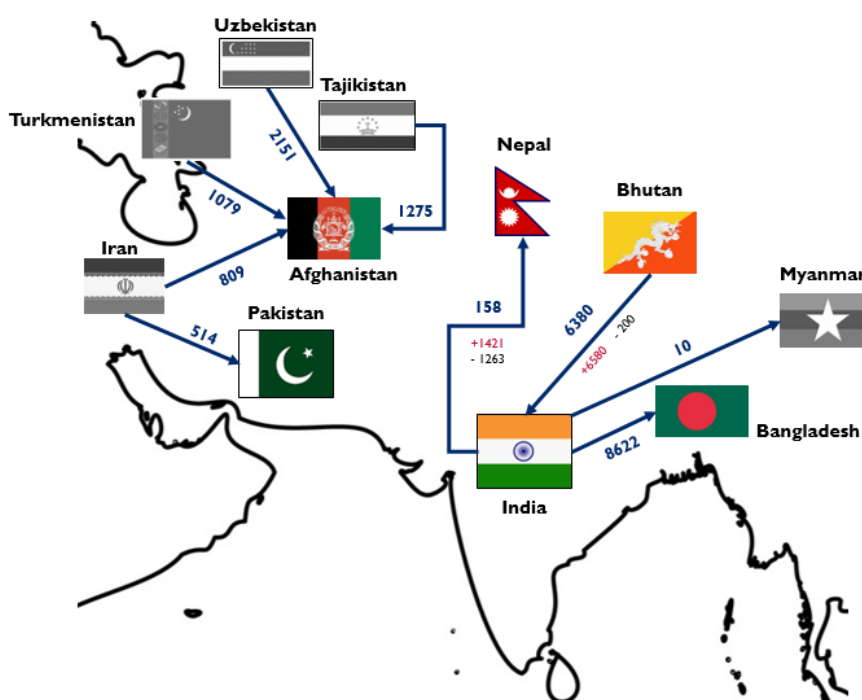 Uzbekistan
Tajikistan
Turkmenistan
2151
1079
1275
Nepal
Bhutan
Iran
809
Afghanistan
Myanmar
Pakistan
514
158
+1421
- 1263
6380
+6580
- 200
10
8622
Bangladesh
India